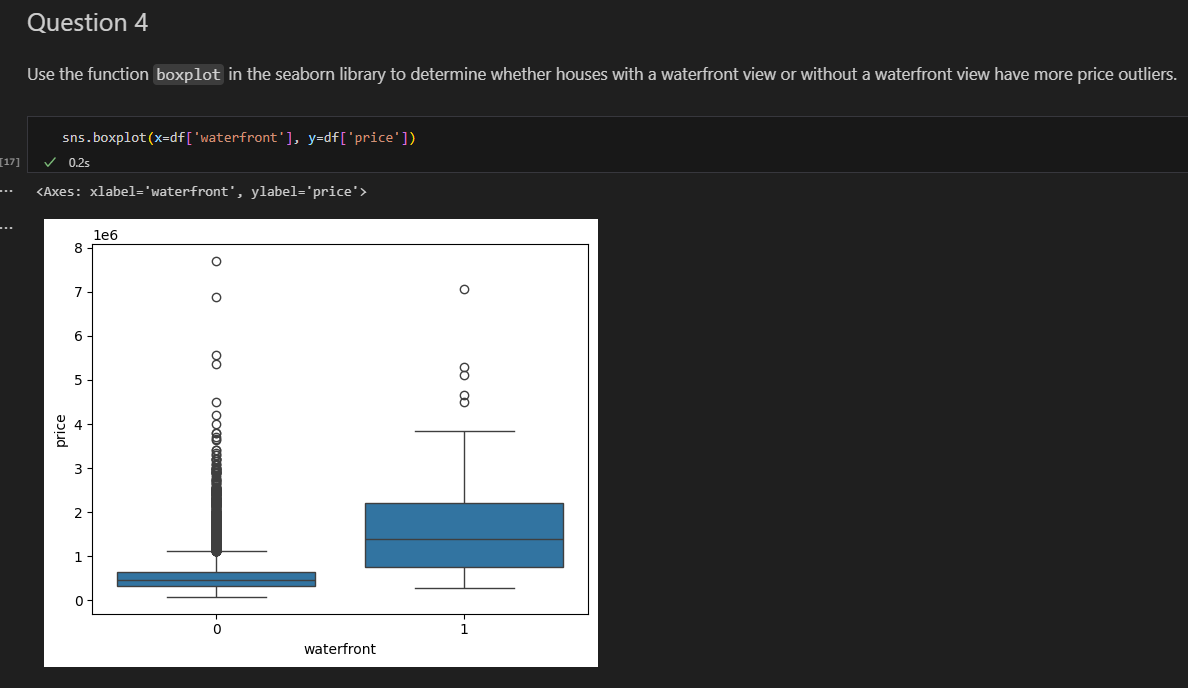 Question 4
Use the function boxplot in the seaborn library to determine whether houses with a waterfront view or without a waterfront view have more price outliers.
sns.boxplot(x=df['waterfront'], y=df['price'])
[17]
✓ 0.2s
... <Axes: xlabel='waterfront', ylabel='price'>
...
1e6
8
7
6
5
4
3
2
1
0
price
0 1
waterfront